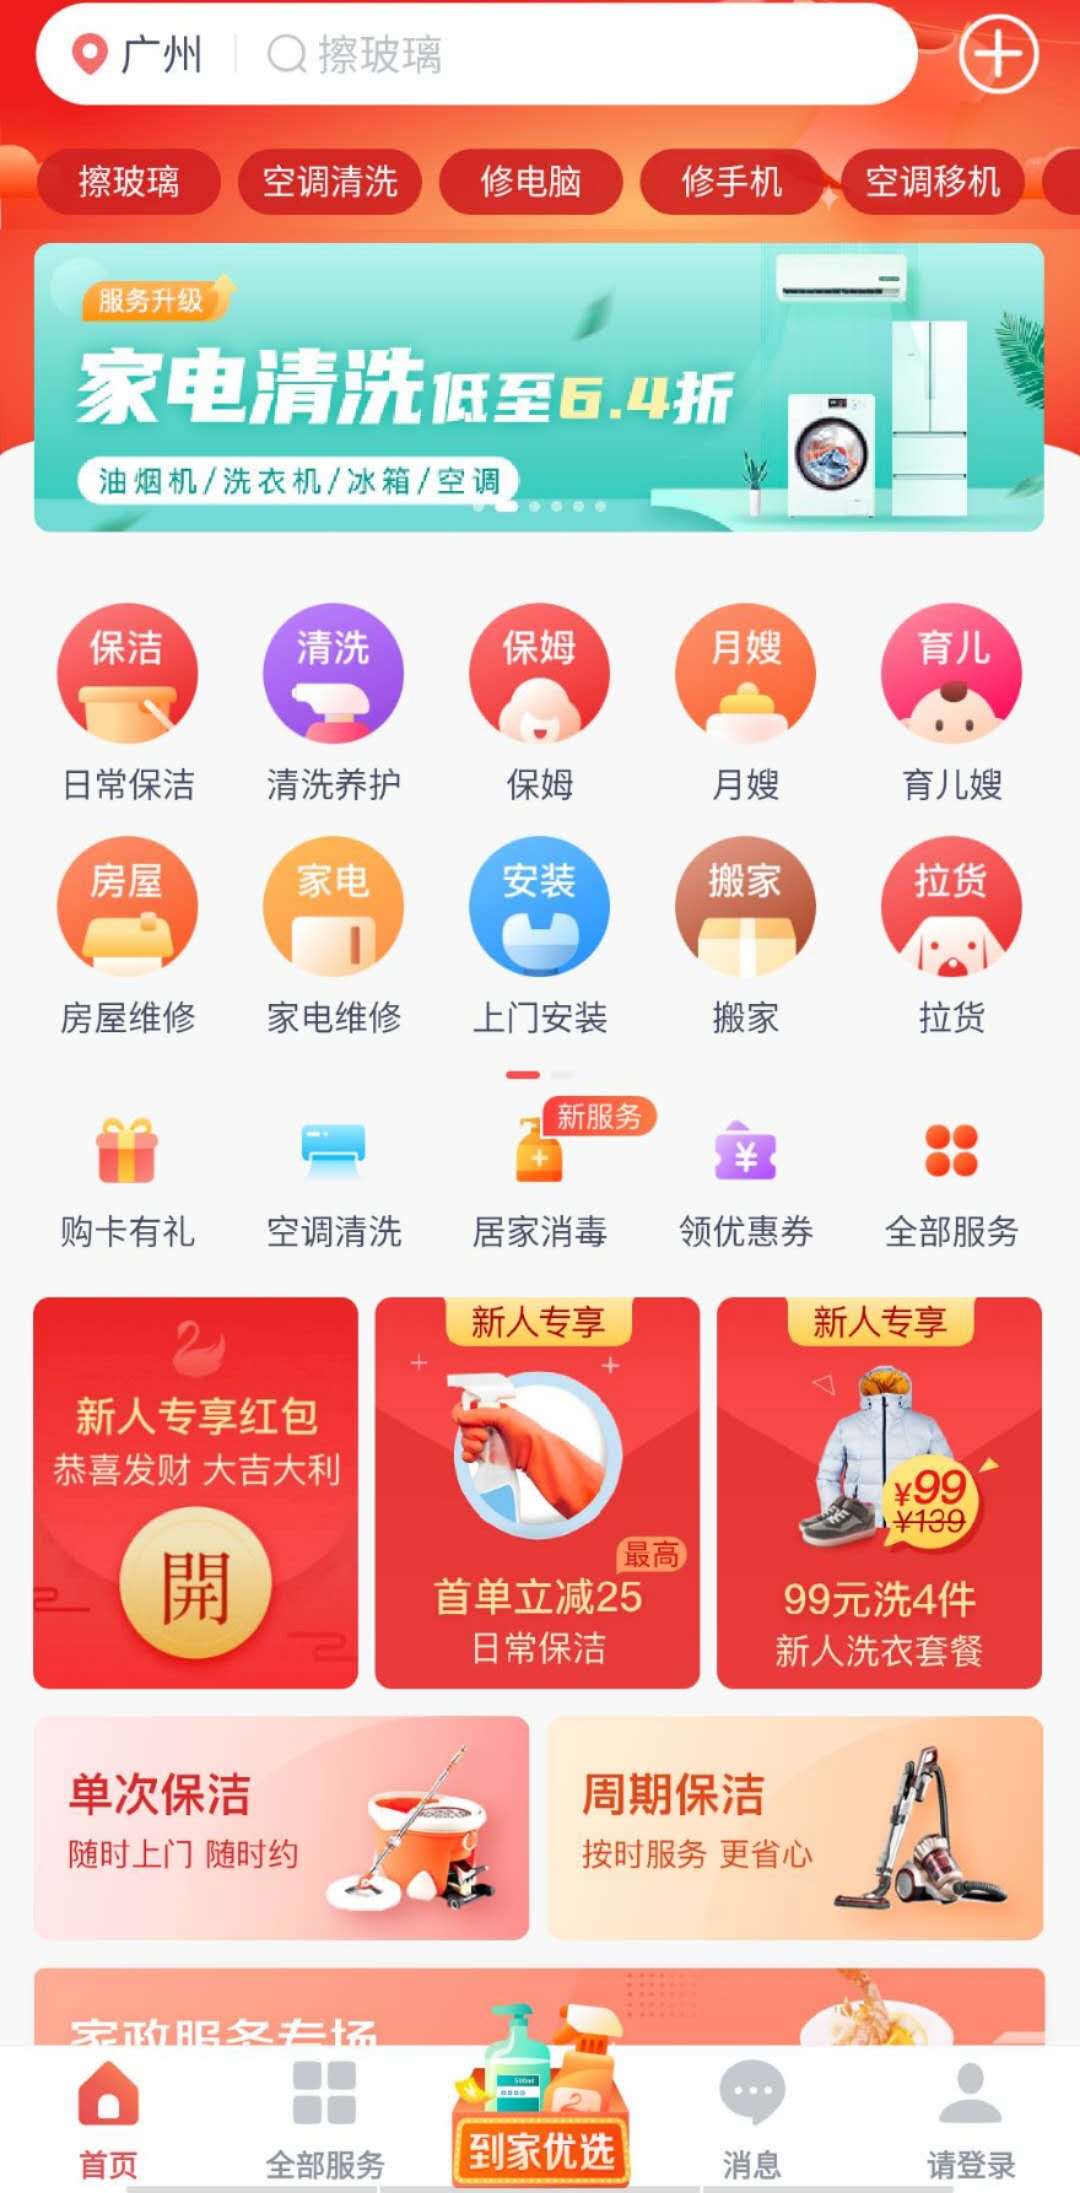 广州
擦玻璃
擦玻璃 空调清洗 修电脑 修手机 空调移机
服务升级
家电清洗低至6.4折
油烟机/洗衣机/冰箱/空调
保洁 清洗 保姆 月嫂 育儿
日常保洁 清洗养护 保姆 月嫂 育儿嫂
房屋 家电 安装 搬家 拉货
房屋维修 家电维修 上门安装 搬家 拉货
新服务
¥
购卡有礼 空调清洗 居家消毒 领优惠券 全部服务
新人专享红包
恭喜发财 大吉大利
開
新人专享
最高
首单立减25
日常保洁
新人专享
¥99
¥139
99元洗4件
新人洗衣套餐
单次保洁
随时上门 随时约
周期保洁
按时服务 更省心
家政服务专场
500ml
到家优选
首页 全部服务 消息 请登录